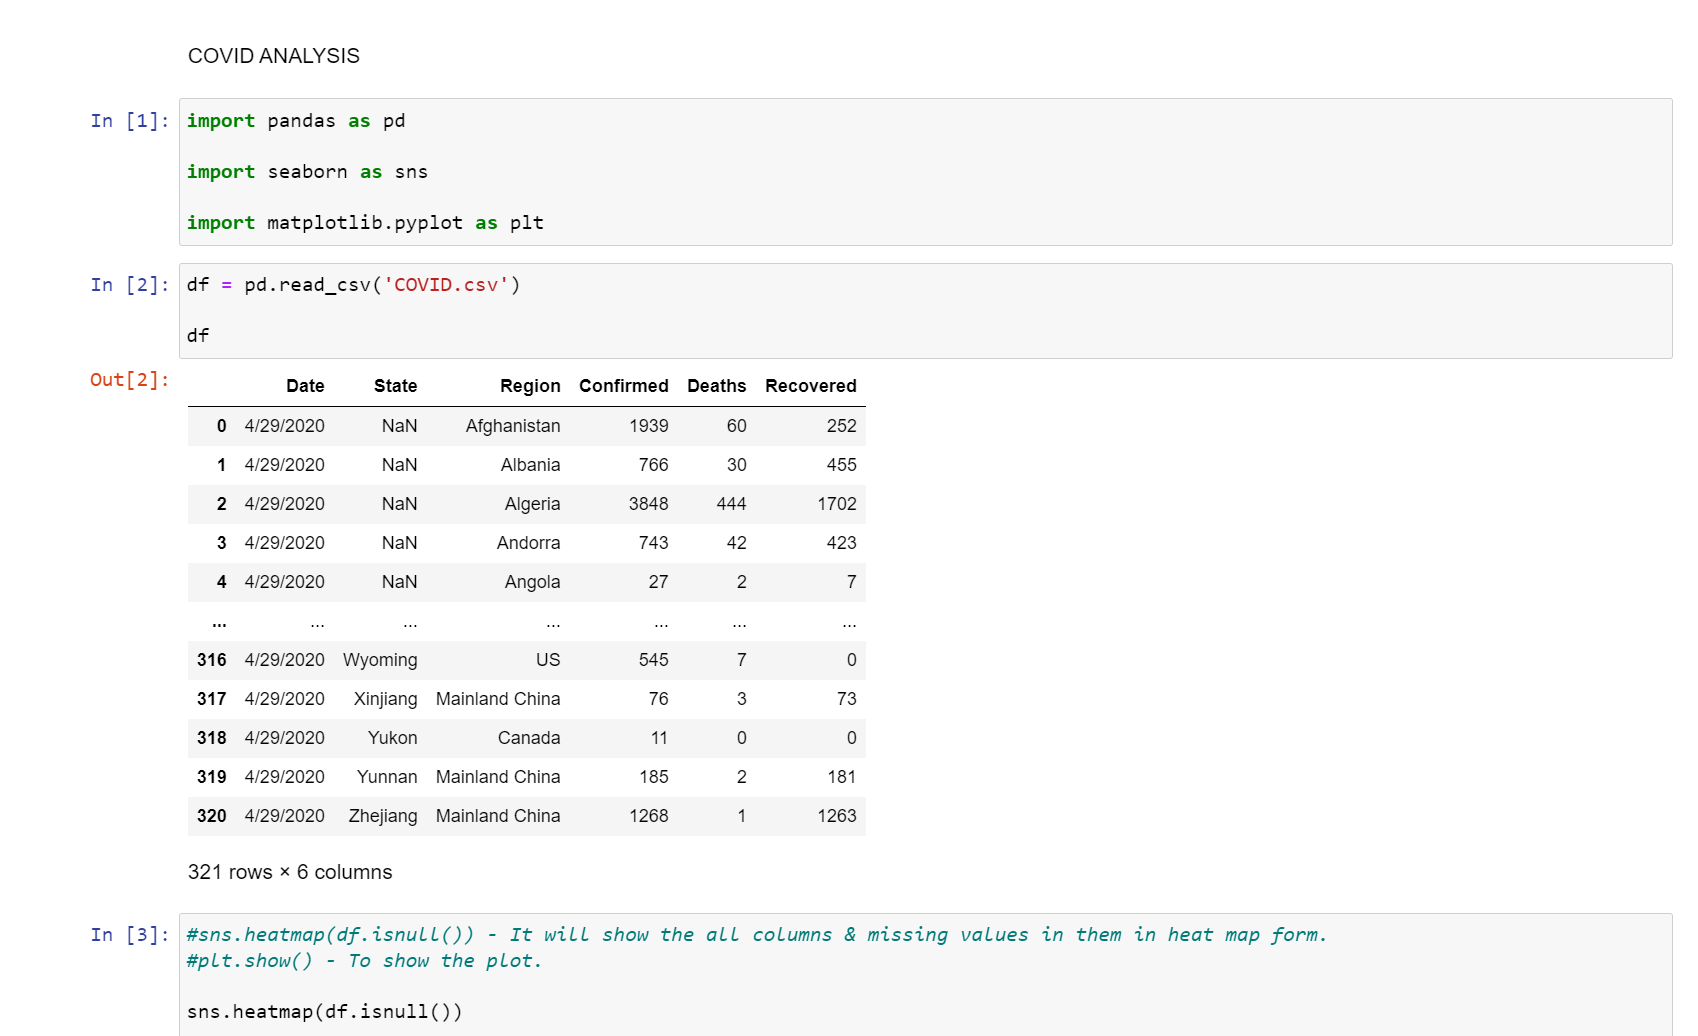 COVID ANALYSIS
In [1]: import pandas as pd
import seaborn as sns
import matplotlib.pyplot as plt
In [2]: df = pd.read_csv('COVID.csv')
df
Out[2]:
Date State Region Confirmed Deaths Recovered
0 4/29/2020 NaN Afghanistan 1939 60 252
1 4/29/2020 NaN Albania 766 30 455
2 4/29/2020 NaN Algeria 3848 444 1702
3 4/29/2020 NaN Andorra 743 42 423
4 4/29/2020 NaN Angola 27 2 7
... ... ... ... ... ... ...
316 4/29/2020 Wyoming US 545 7 0
317 4/29/2020 Xinjiang Mainland China 76 3 73
318 4/29/2020 Yukon Canada 11 0 0
319 4/29/2020 Yunnan Mainland China 185 2 181
320 4/29/2020 Zhejiang Mainland China 1268 1 1263
321 rows × 6 columns
In [3]: #sns.heatmap(df.isnull()) - It will show the all columns & missing values in them in heat map form.
#plt.show() - To show the plot.
sns.heatmap(df.isnull())